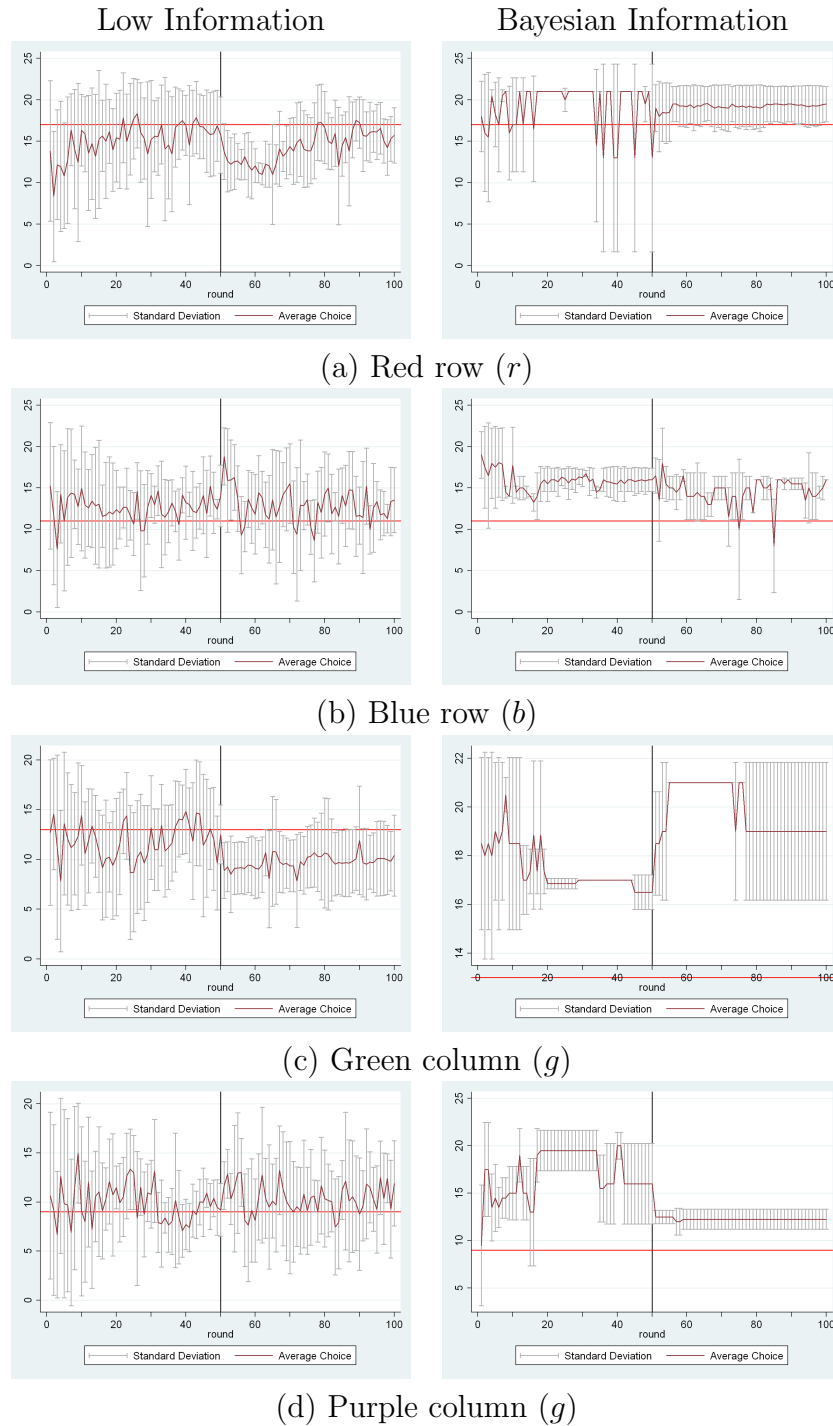 Low Information Bayesian Information
25 25
20 20
15 15
10 10
5 5
0 0
0 20 40 60 80 100 0 20 40 60 80 100
round round
Standard Deviation Average Choice Standard Deviation Average Choice
(a) Red row (r)
25 25
20 20
15 15
10 10
5 5
0 0
0 20 40 60 80 100 0 20 40 60 80 100
round round
Standard Deviation Average Choice Standard Deviation Average Choice
(b) Blue row (b)
20 22
15 20
10 18
5 16
0 14
0 20 40 60 80 100 0 20 40 60 80 100
round round
Standard Deviation Average Choice Standard Deviation Average Choice
(c) Green column (g)
20 25
15 20
10 15
5 10
0 5
0 20 40 60 80 100 0 20 40 60 80 100
round round
Standard Deviation Average Choice Standard Deviation Average Choice
(d) Purple column (g)